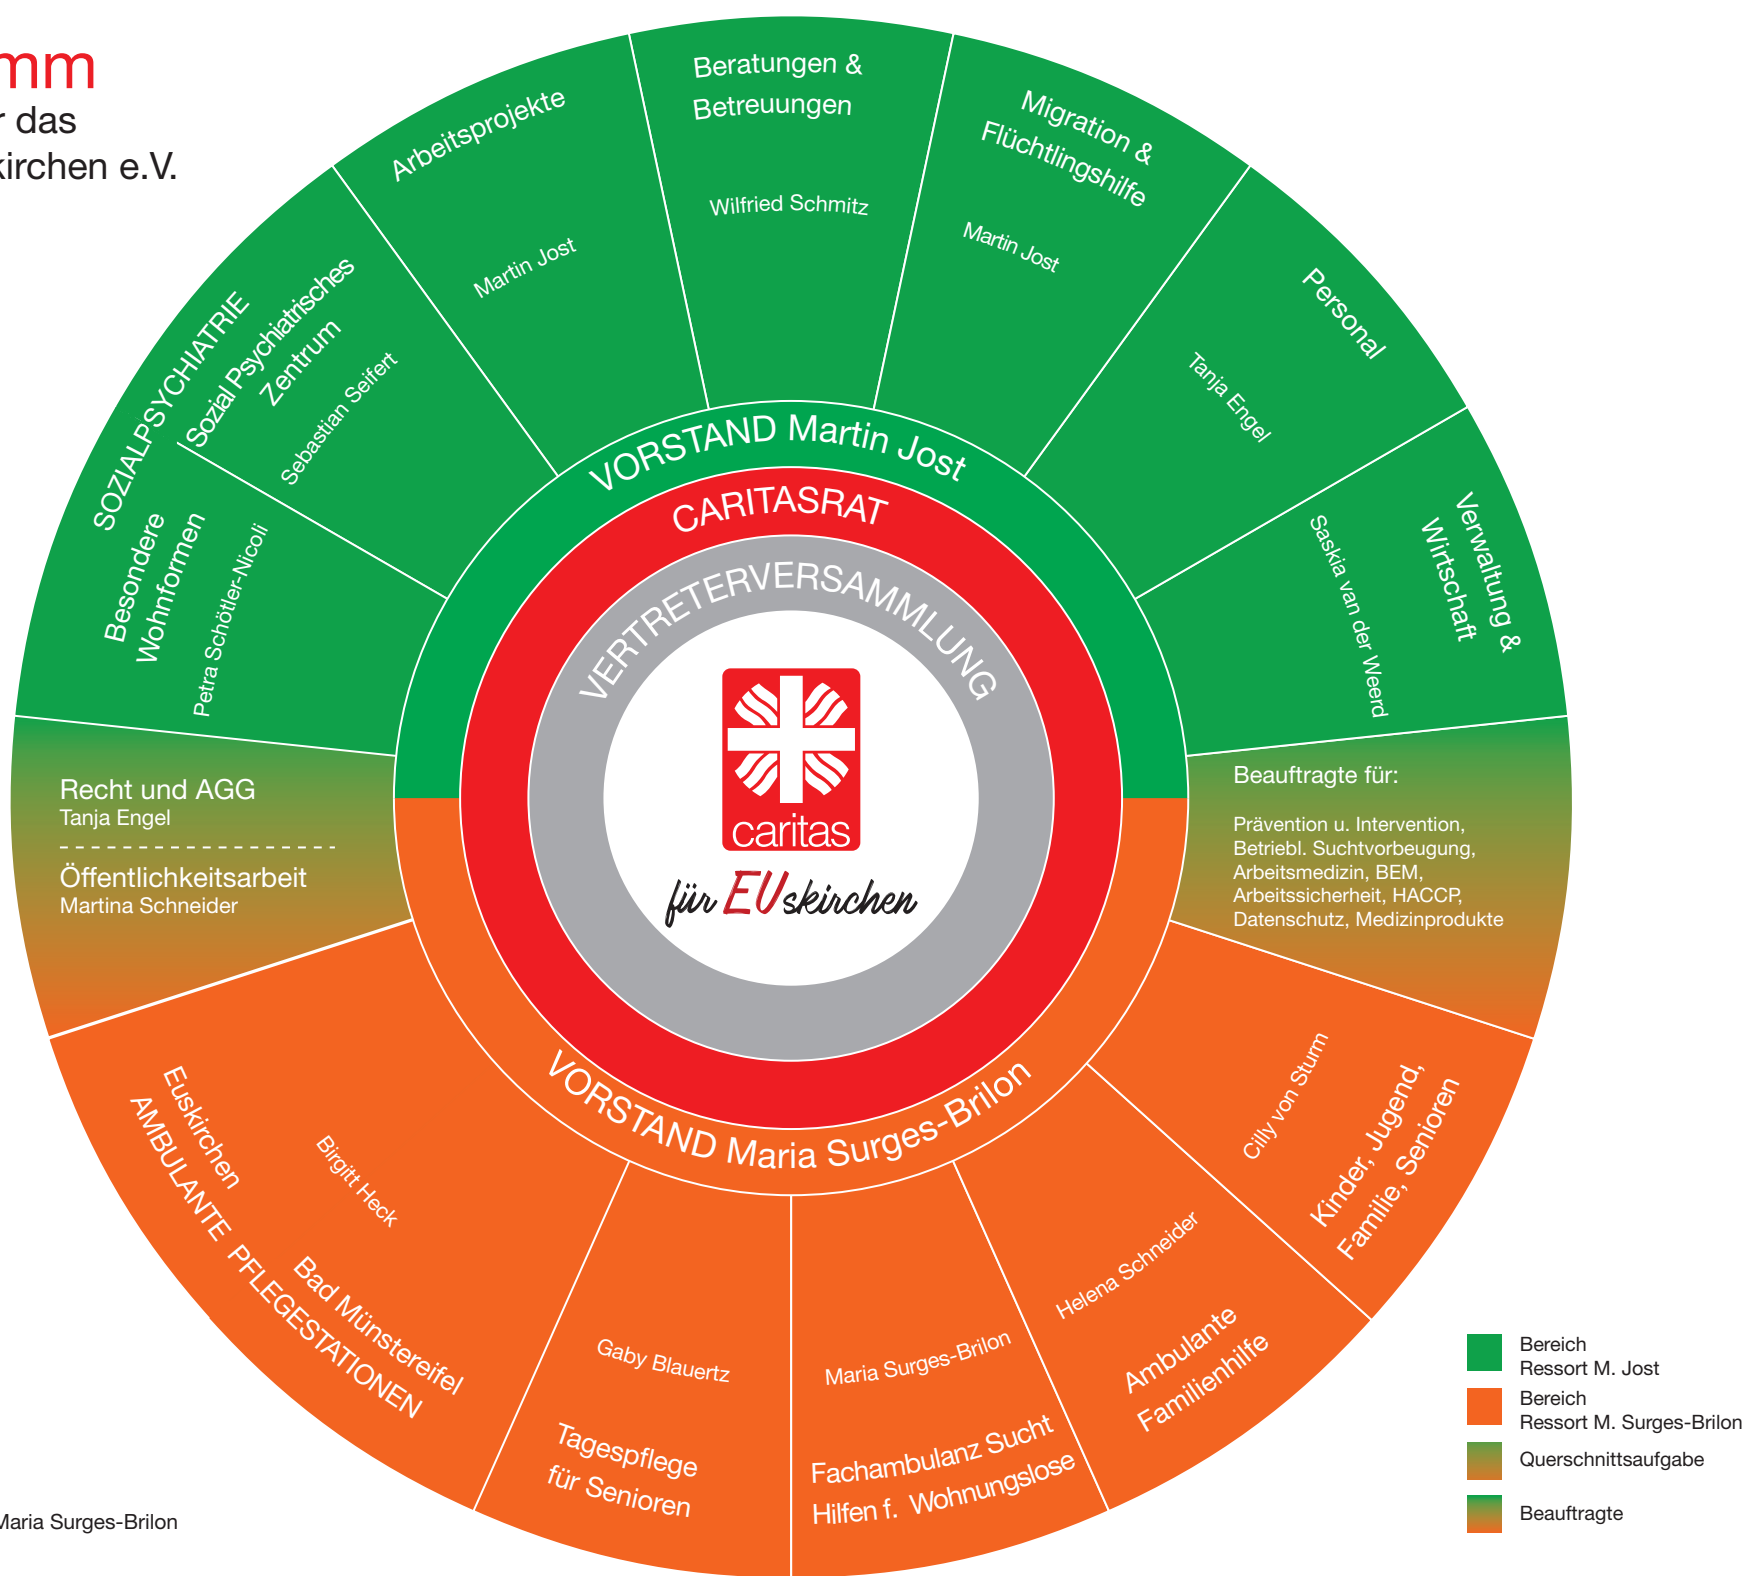 mm
r das
kirchen e.V.
Arbeitsprojekte
Martin Jost
Beratungen &
Betreuungen
Wilfried Schmitz
Migration &
Flüchtlingshilfe
Martin Jost
Personal
Tanja Engel
Verwaltung &
Wirtschaft
Saskia van der Weerd
SOZIALPSYCHIATRIE
Sozial Psychiatrisches
Zentrum
Sebastian Seifert
Besondere
Wohnformen
Petra Schötler-Nicoli
VORSTAND Martin Jost
CARITASRAT
VERTRETERVERSAMMLUNG
caritas
für EUskirchen
Recht und AGG
Tanja Engel
Öffentlichkeitsarbeit
Martina Schneider
Beauftragte für:
Prävention u. Intervention,
Betriebl. Suchtvorbeugung,
Arbeitsmedizin, BEM,
Arbeitssicherheit, HACCP,
Datenschutz, Medizinprodukte
VORSTAND Maria Surges-Brilon
Euskirchen
Birgitt Heck
Bad Münstereifel
AMBULANTE PFLEGESTATIONEN
Gaby Blauertz
Tagespflege
für Senioren
Maria Surges-Brilon
Fachambulanz Sucht
Hilfen f. Wohnungslose
Helena Schneider
Ambulante
Familienhilfe
Cilly von Sturm
Kinder, Jugend,
Familie, Senioren
Bereich
Ressort M. Jost
Bereich
Ressort M. Surges-Brilon
Querschnittsaufgabe
Beauftragte
Maria Surges-Brilon